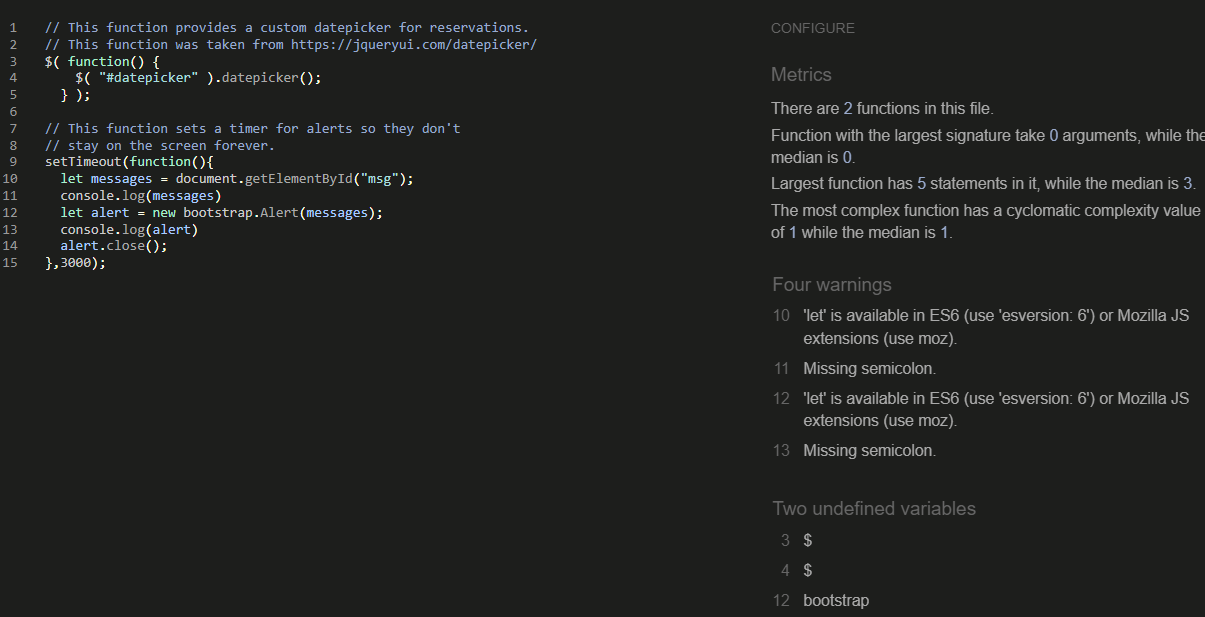 1 // This function provides a custom datepicker for reservations.
2 // This function was taken from https://jqueryui.com/datepicker/
3 $( function() {
4 $( "#datepicker" ).datepicker();
5 } );
6
7 // This function sets a timer for alerts so they don't
8 // stay on the screen forever.
9 setTimeout(function(){
10 let messages = document.getElementById("msg");
11 console.log(messages)
12 let alert = new bootstrap.Alert(messages);
13 console.log(alert)
14 alert.close();
15 },3000);
CONFIGURE
Metrics
There are 2 functions in this file.
Function with the largest signature take 0 arguments, while the
median is 0.
Largest function has 5 statements in it, while the median is 3.
The most complex function has a cyclomatic complexity value
of 1 while the median is 1.
Four warnings
10 'let' is available in ES6 (use 'esversion: 6') or Mozilla JS
extensions (use moz).
11 Missing semicolon.
12 'let' is available in ES6 (use 'esversion: 6') or Mozilla JS
extensions (use moz).
13 Missing semicolon.
Two undefined variables
3 $
4 $
12 bootstrap